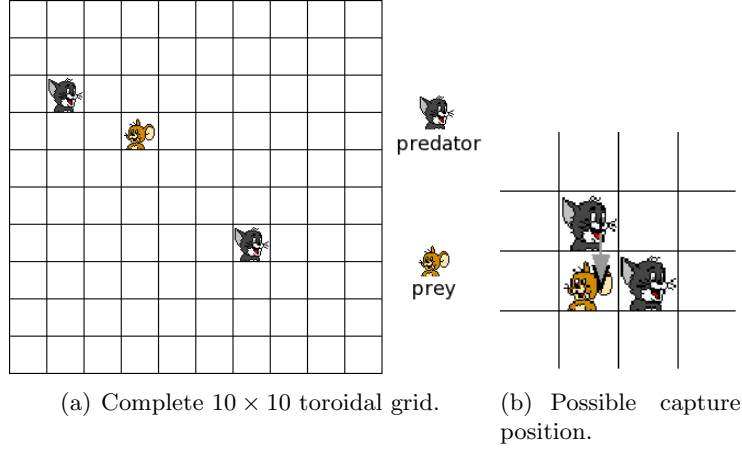 predator
prey
(a) Complete 10 × 10 toroidal grid.
(b) Possible capture
position.